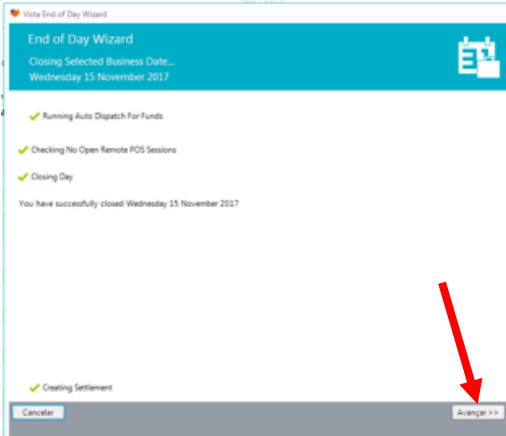 Vista End of Day Wizard
End of Day Wizard
Closing Selected Business Date...
Wednesday 15 November 2017
Running Auto Dispatch For Funds
Checking No Open Remote POS Sessions
Closing Day
You have successfully closed Wednesday 15 November 2017
Creating Settlement
Cancelar
Avançar >>